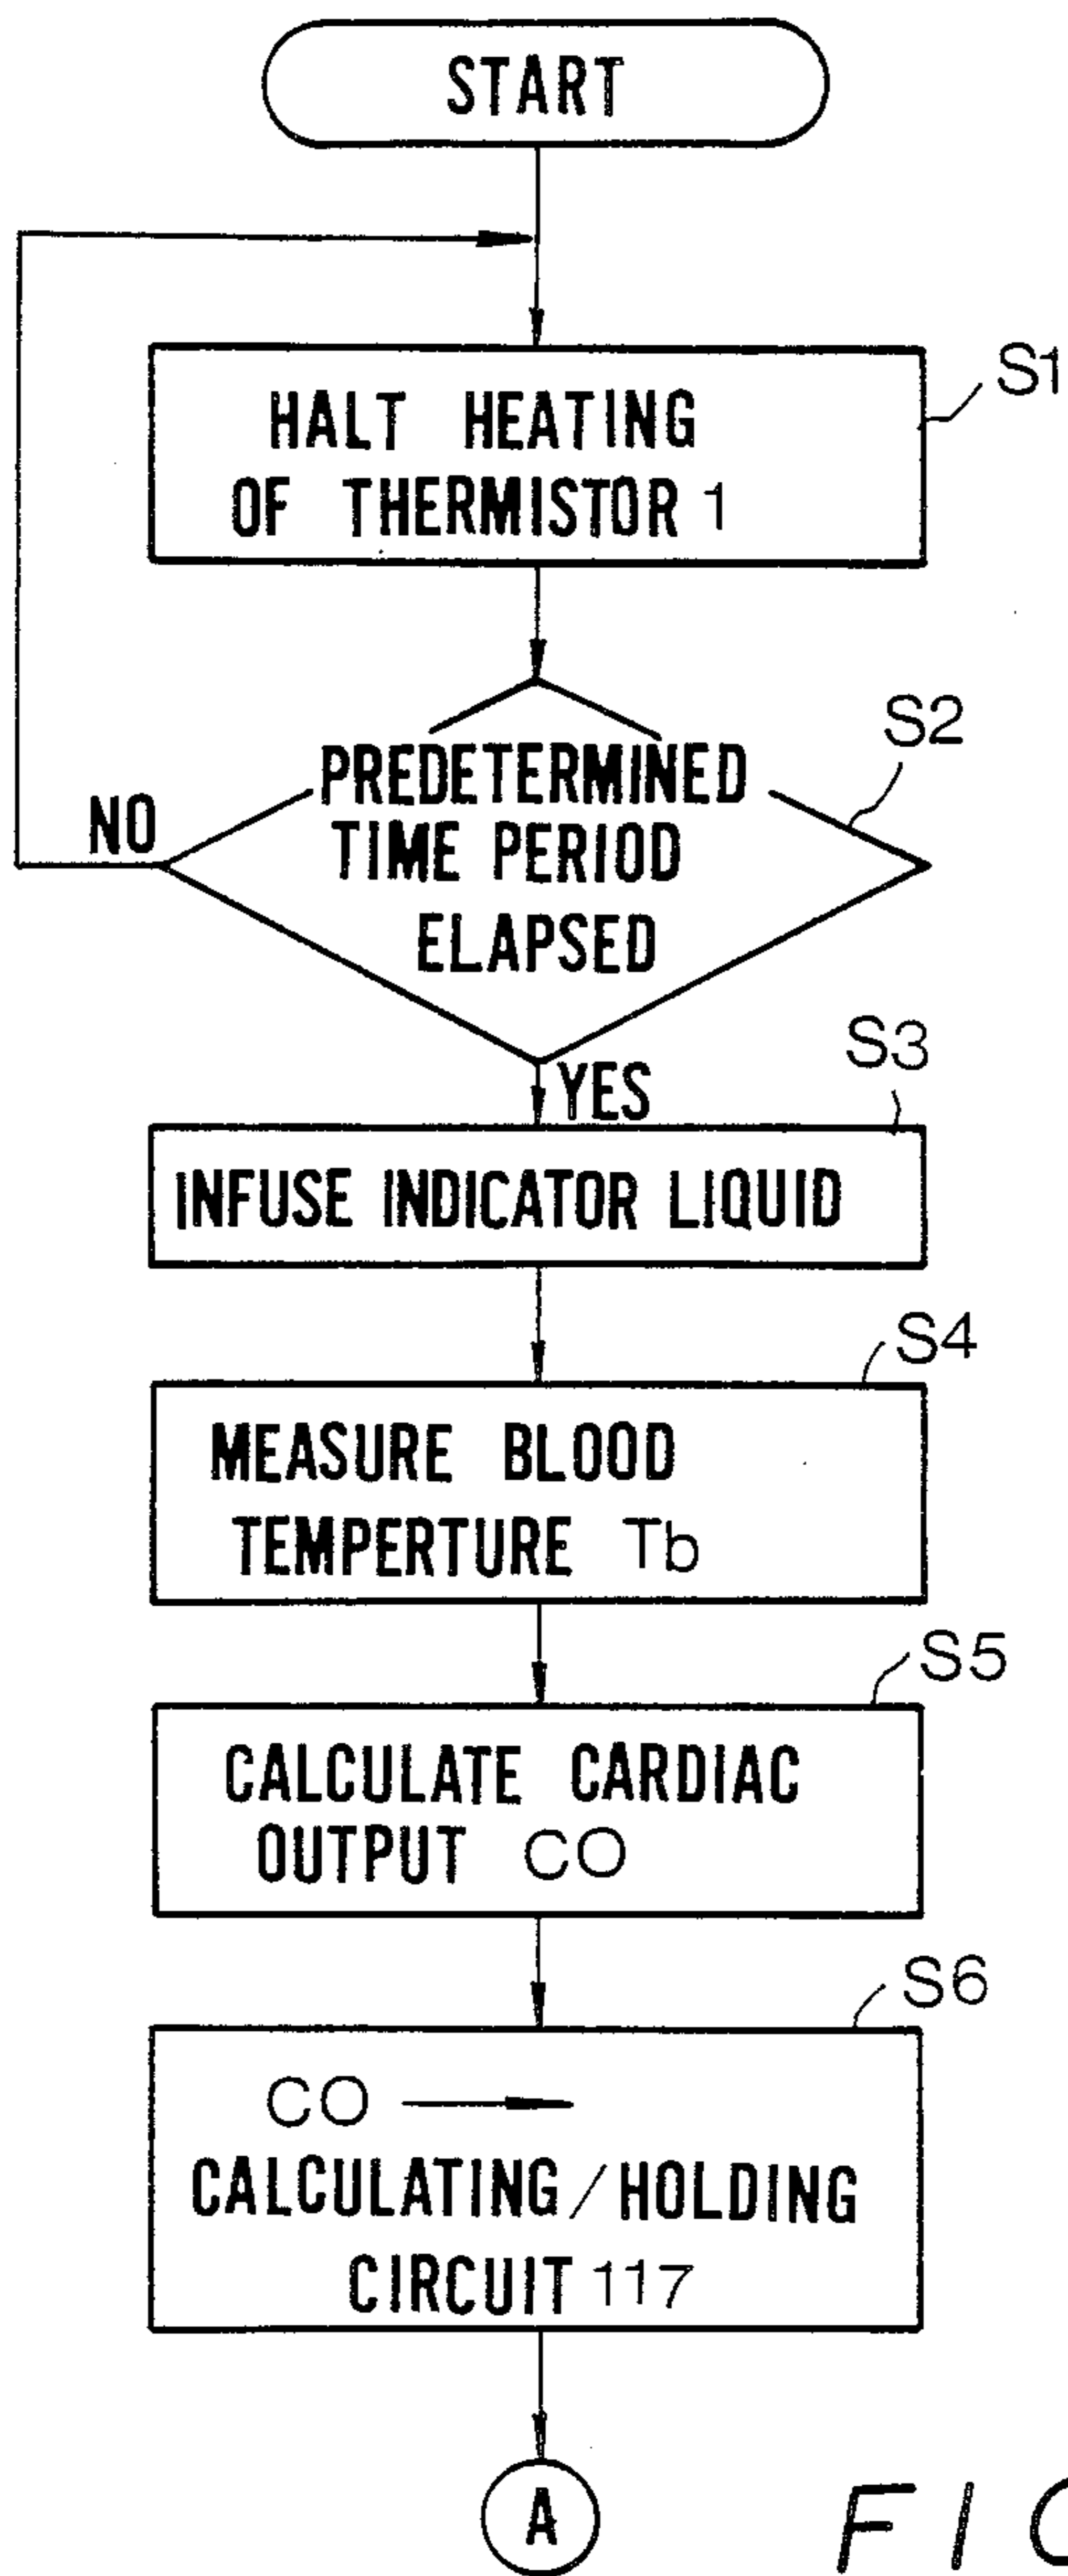 START
HALT HEATING
OF THERMISTOR 1
S1
PREDETERMINED
TIME PERIOD
ELAPSED
S2
NO
YES
S3
INFUSE INDICATOR LIQUID
S4
MEASURE BLOOD
TEMPERTURE Tb
S5
CALCULATE CARDIAC
OUTPUT CO
S6
CO
CALCULATING/HOLDING
CIRCUIT 117
A